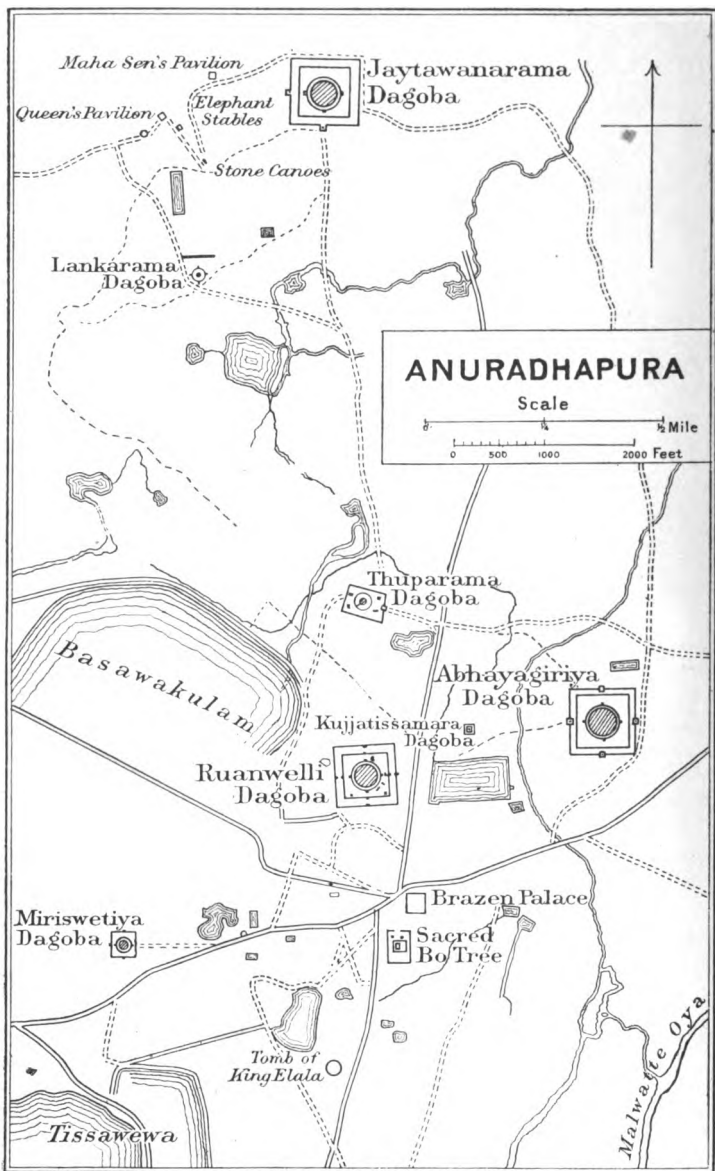 Maha Sen's Pavilion
Jaytawanarama
Dagoba
Queen's Pavilion
Elephant
Stables
Stone Canoes
Lankárama
Dagoba
ANURADHAPURA
Scale
0 ¼ ½ Mile
0 500 1000 2000 Feet
Thuparama
Dagoba
Basawakulam
Abhayagiriya
Dagoba
Kujjatissamara
Dagoba
Ruanwelli
Dagoba
Brazen Palace
Miriswetiya
Dagoba
Sacred
Bo Tree
Tomb of
King Elala
Malwatte Oya
Tissawewa